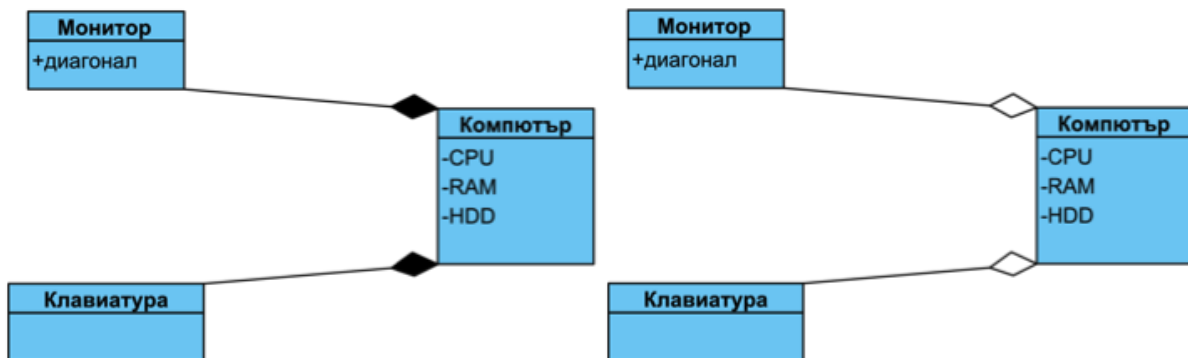 Монитор
+диагонал
Компютър
-CPU
-RAM
-HDD
Клавиатура
Монитор
+диагонал
Компютър
-CPU
-RAM
-HDD
Клавиатура